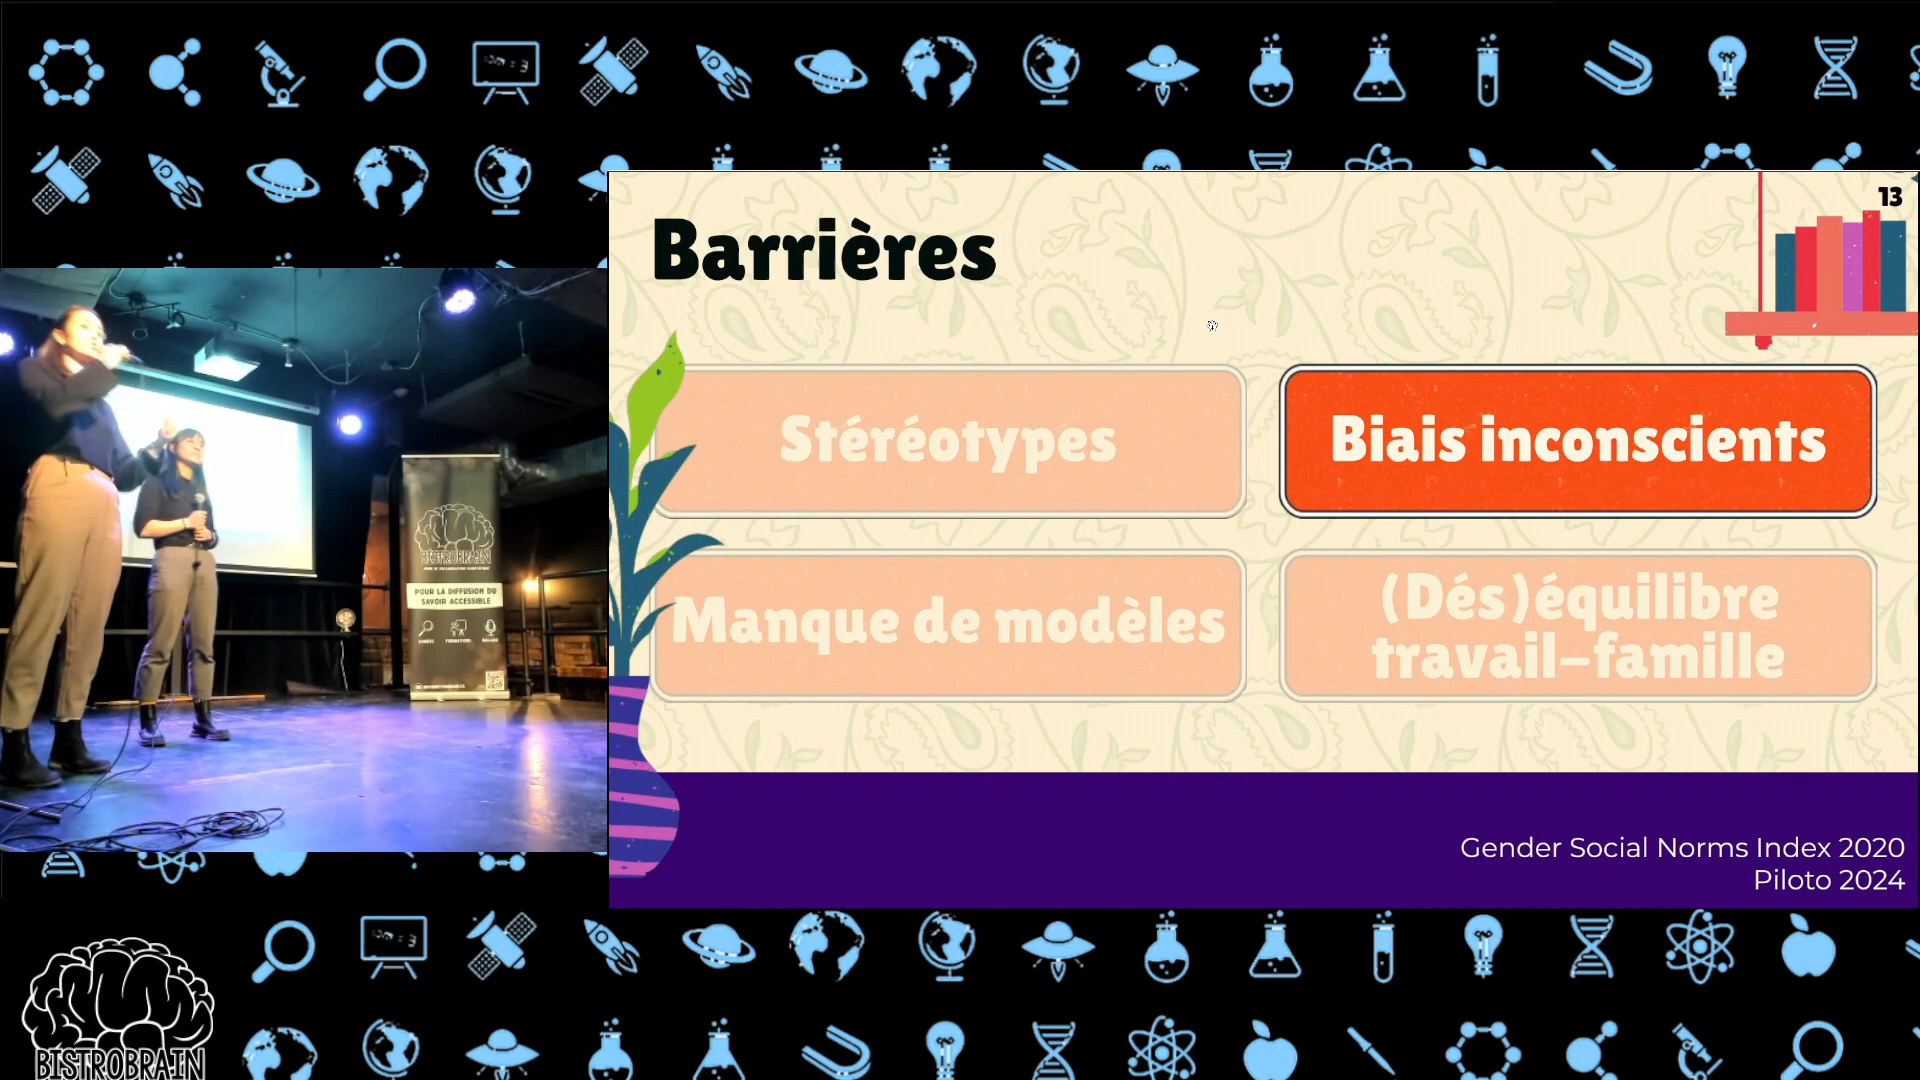 13
Barrières
Stéréotypes
Biais inconscients
Manque de modèles
(Dés)équilibre
travail-famille
Gender Social Norms Index 2020
Piloto 2024
BISTROBRAIN
POUR LA DIFFUSION DU
SAVOIR ACCESSIBLE
BISTROBRAIN